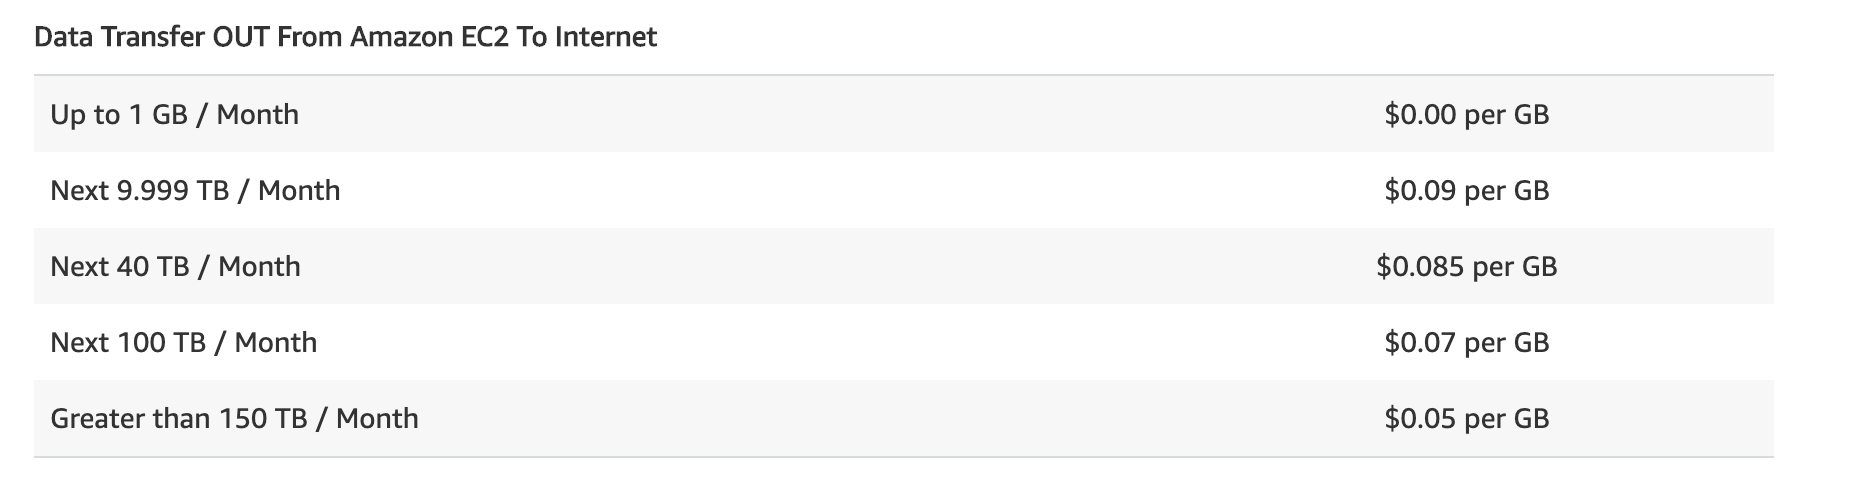 Data Transfer OUT From Amazon EC2 To Internet
Up to 1 GB / Month $0.00 per GB
Next 9.999 TB / Month $0.09 per GB
Next 40 TB / Month $0.085 per GB
Next 100 TB / Month $0.07 per GB
Greater than 150 TB / Month $0.05 per GB